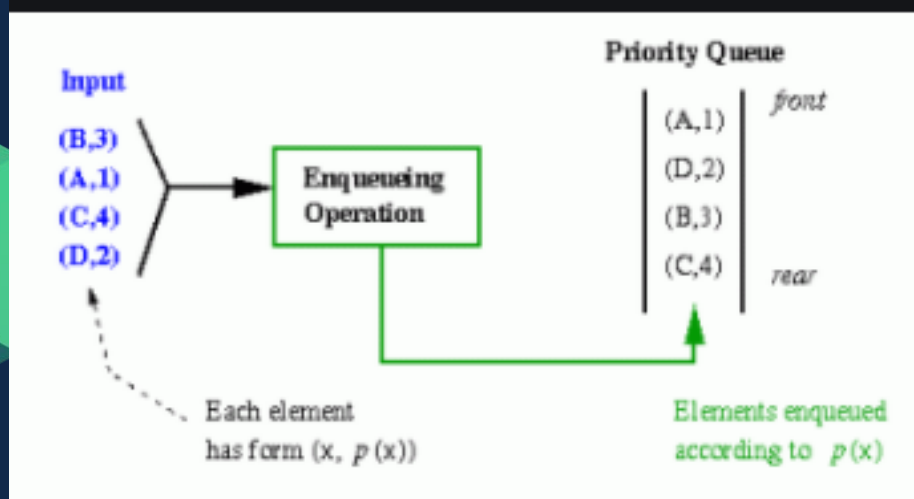 Input
(B,3)
(A,1)
(C,4)
(D,2)
Enqueueing
Operation
Priority Queue
front
(A,1)
(D,2)
(B,3)
(C,4)
rear
Each element
has form (x, p(x))
Elements enqueued
according to p(x)